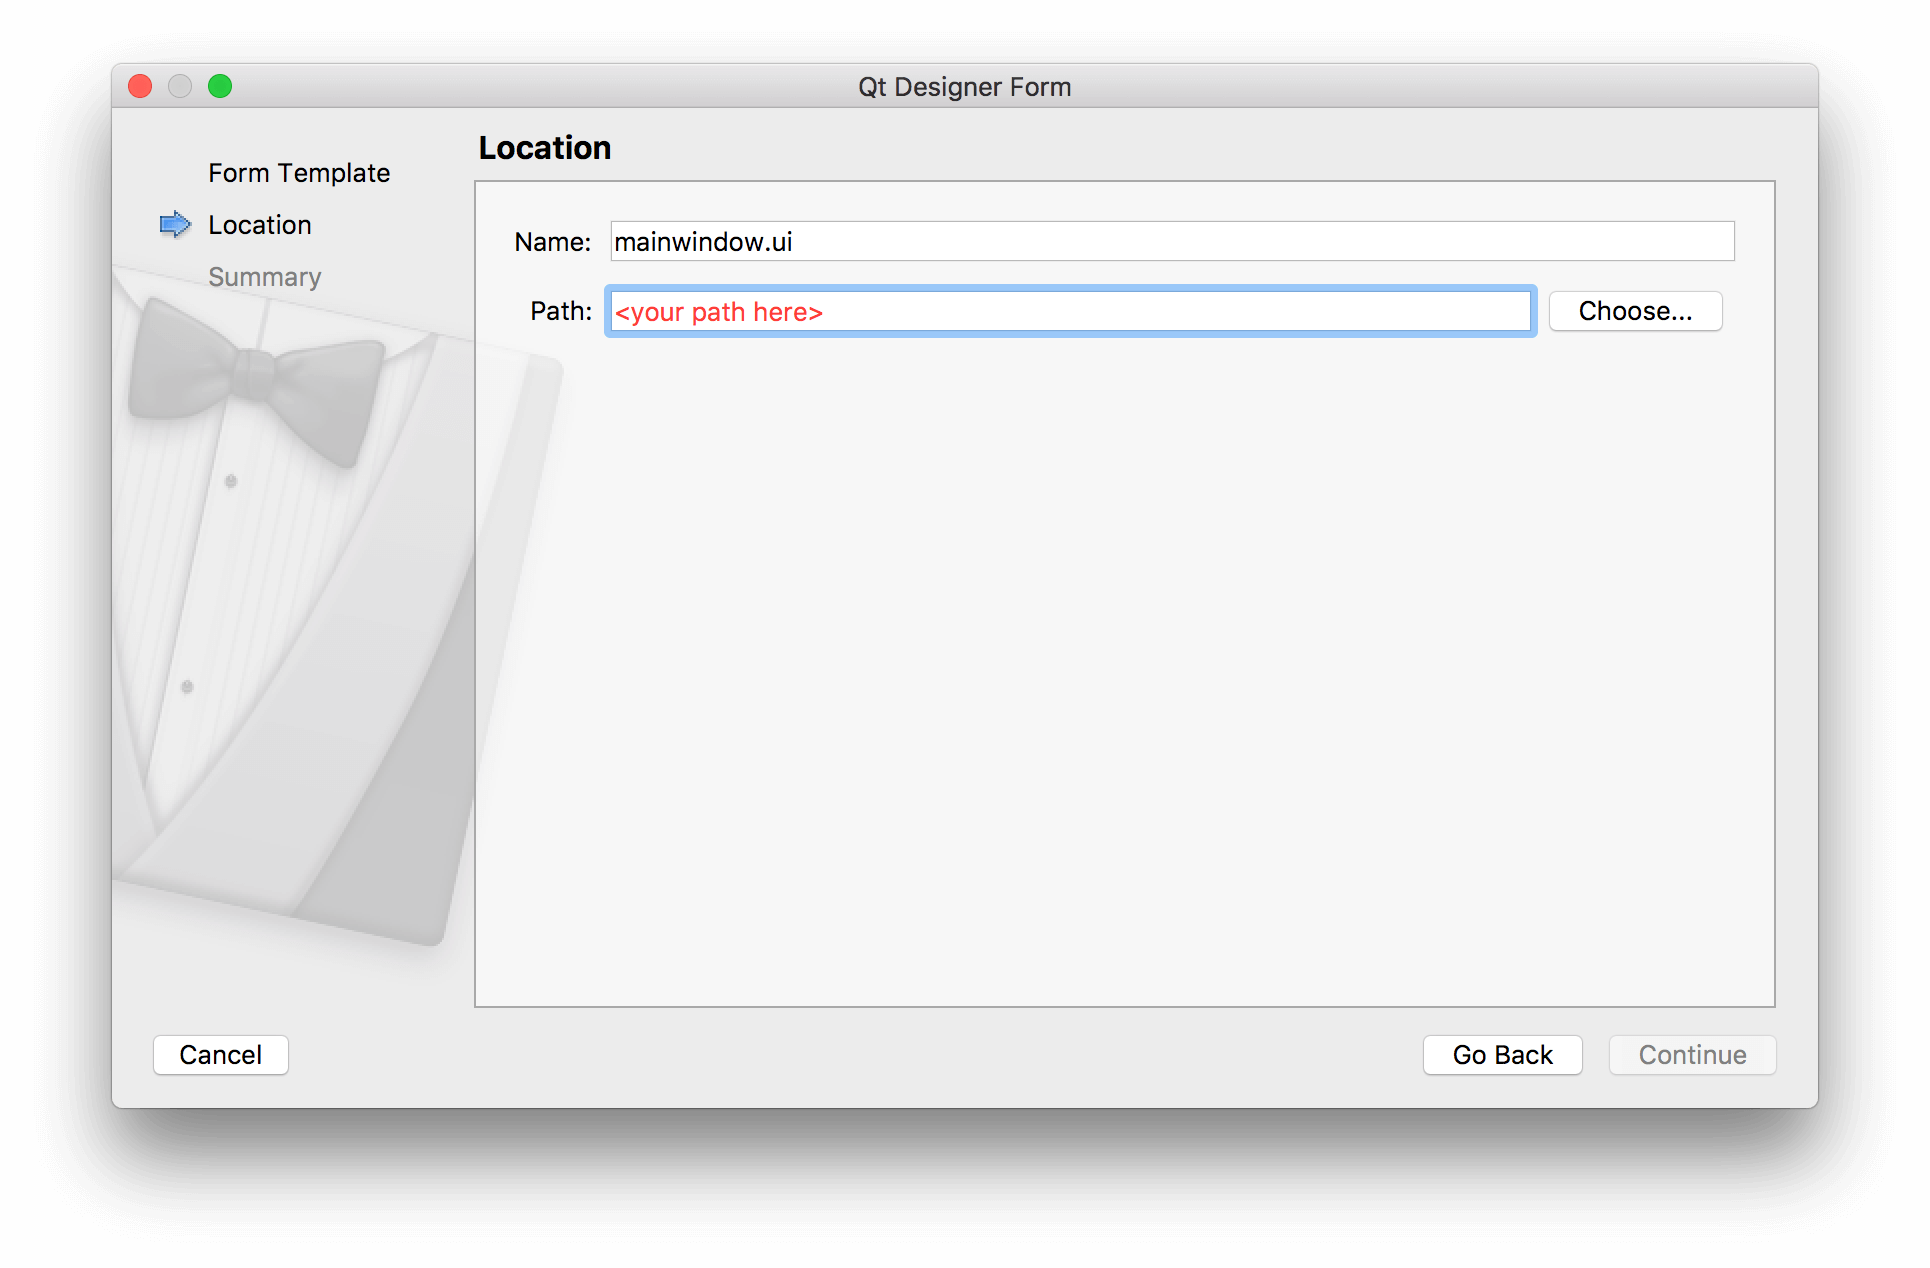 Qt Designer Form
Form Template
Location
Summary
Location
Name: mainwindow.ui
Path: <your path here> Choose...
Cancel
Go Back
Continue